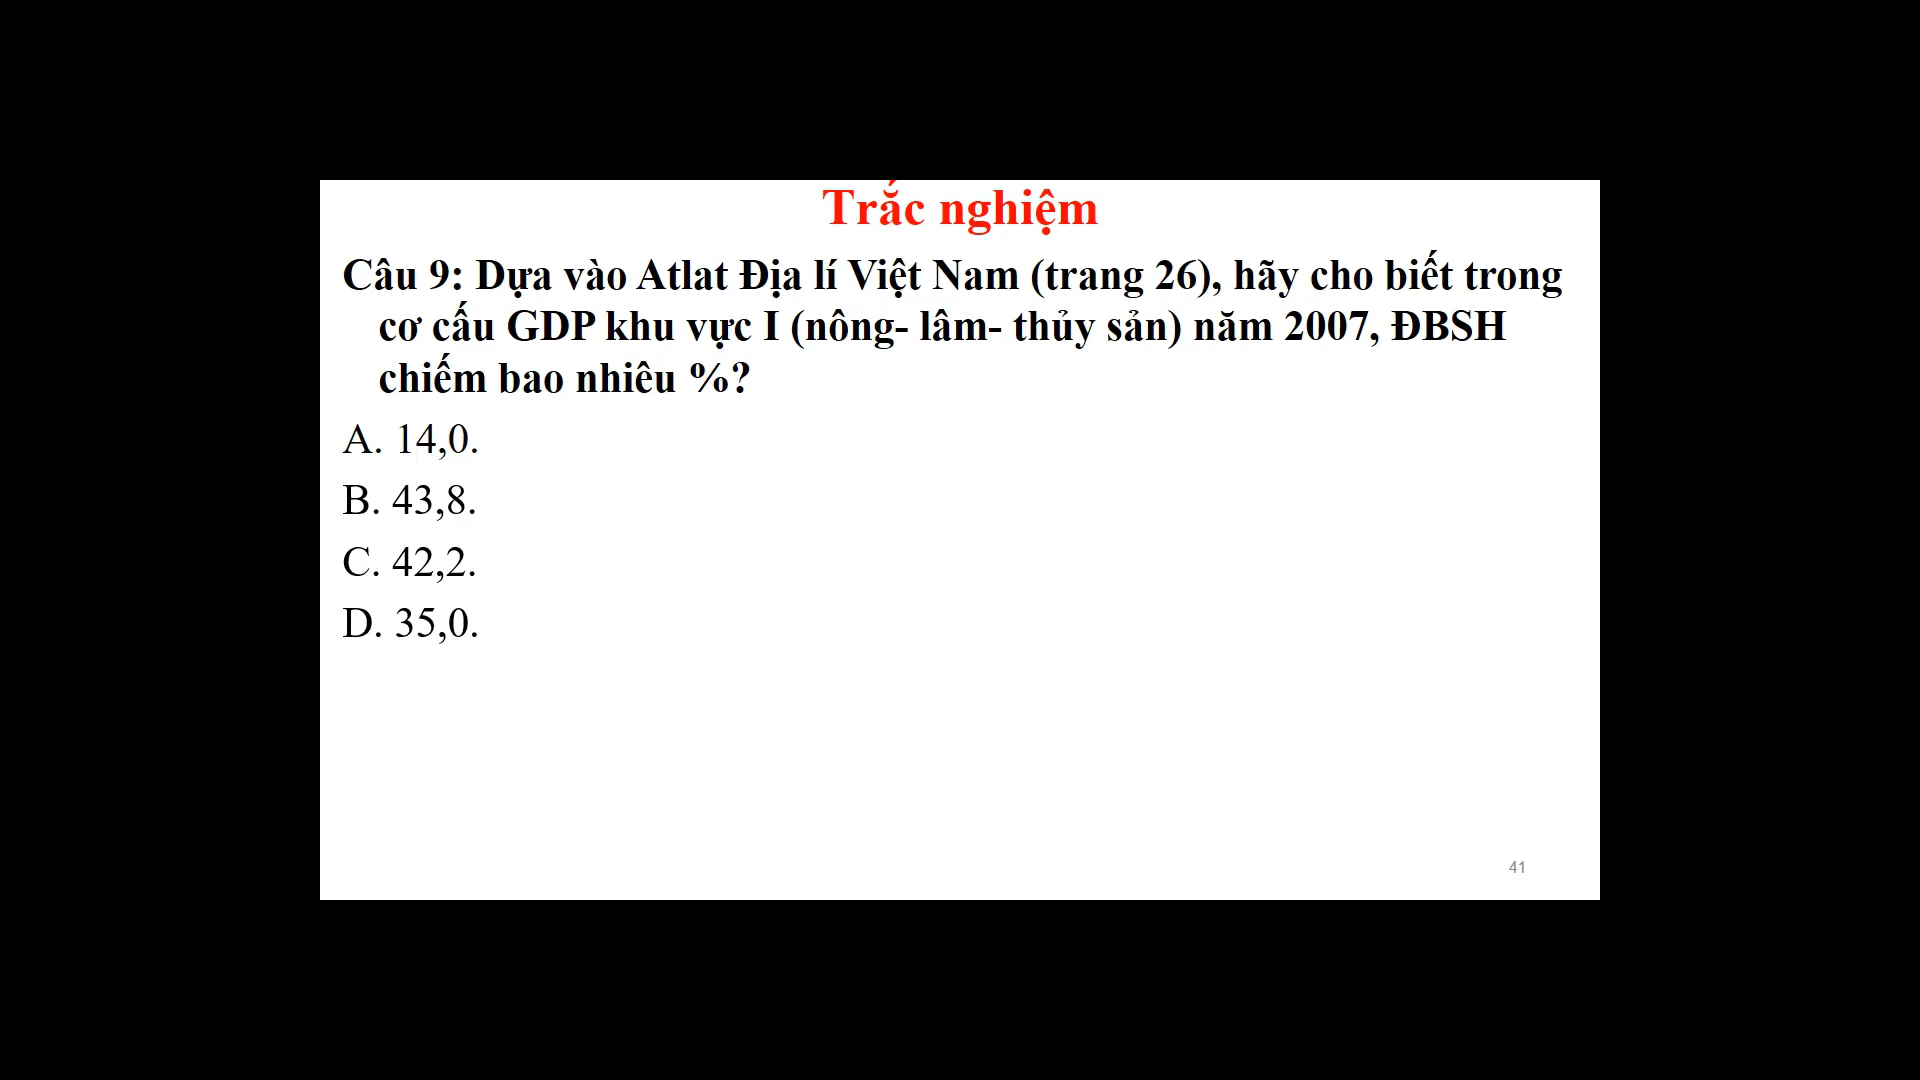 Trắc nghiệm
Câu 9: Dựa vào Atlat Địa lí Việt Nam (trang 26), hãy cho biết trong
cơ cấu GDP khu vực I (nông- lâm- thủy sản) năm 2007, ĐBSH
chiếm bao nhiêu %?
A. 14,0.
B. 43,8.
C. 42,2.
D. 35,0.
41